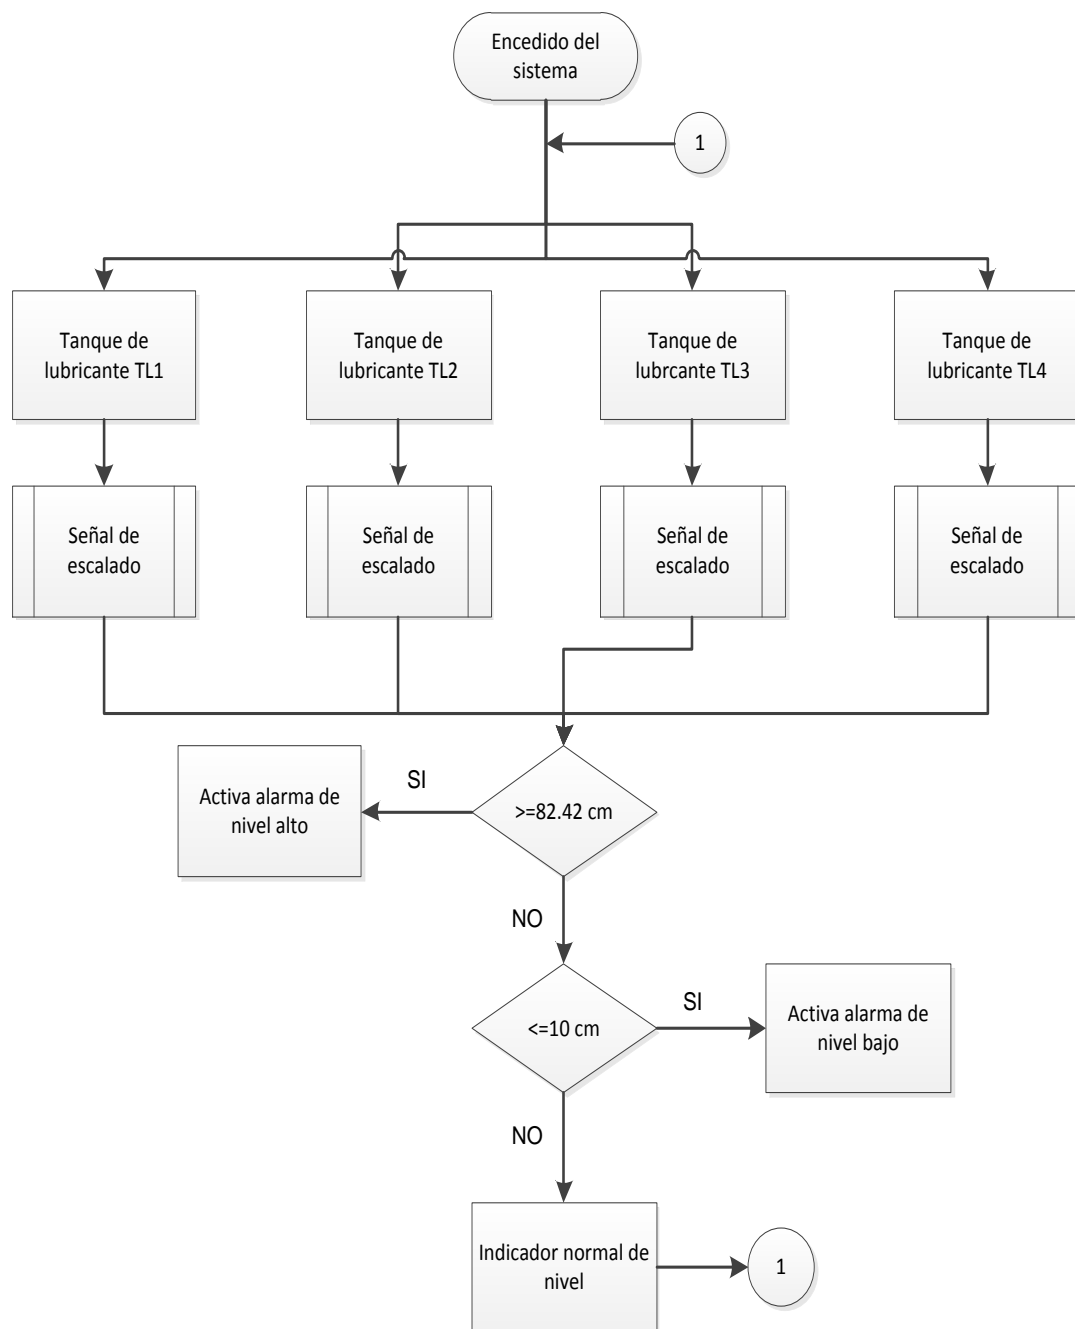 Encedido del
sistema
1
Tanque de
lubricante TL1
Tanque de
lubricante TL2
Tanque de
lubrcante TL3
Tanque de
lubricante TL4
Señal de
escalado
Señal de
escalado
Señal de
escalado
Señal de
escalado
Activa alarma de
nivel alto
SI
>=82.42 cm
NO
<=10 cm
SI
Activa alarma de
nivel bajo
NO
Indicador normal de
nivel
1